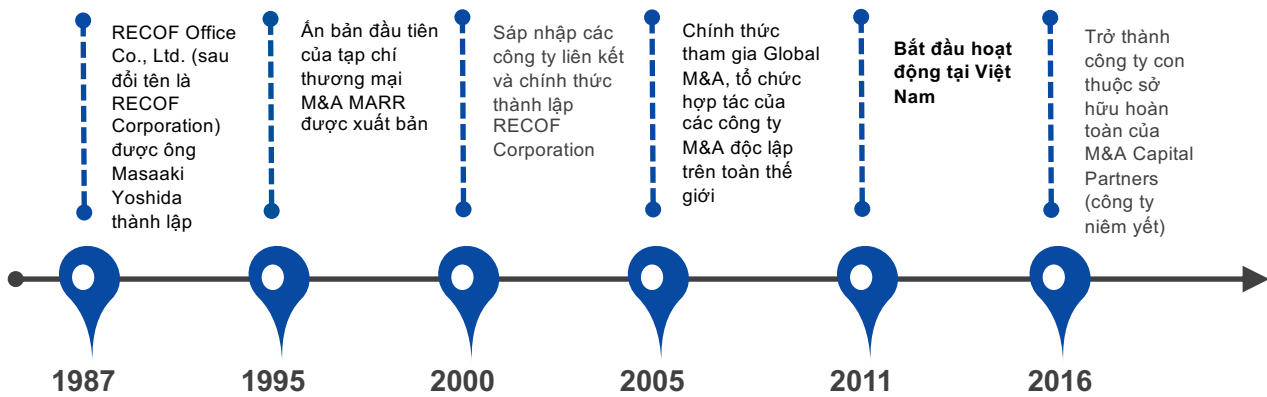 RECOF Office
Co., Ltd. (sau
đổi tên là
RECOF
Corporation)
được ông
Masaaki
Yoshida
thành lập
Ấn bản đầu tiên
của tạp chí
thương mại
M&A MARR
được xuất bản
Sáp nhập các
công ty liên kết
và chính thức
thành lập
RECOF
Corporation
Chính thức
tham gia Global
M&A, tổ chức
hợp tác của
các công ty
M&A độc lập
trên toàn thế
giới
Bắt đầu hoạt
động tại Việt
Nam
Trở thành
công ty con
thuộc sở
hữu hoàn
toàn của
M&A Capital
Partners
(công ty
niêm yết)
1987
1995
2000
2005
2011
2016